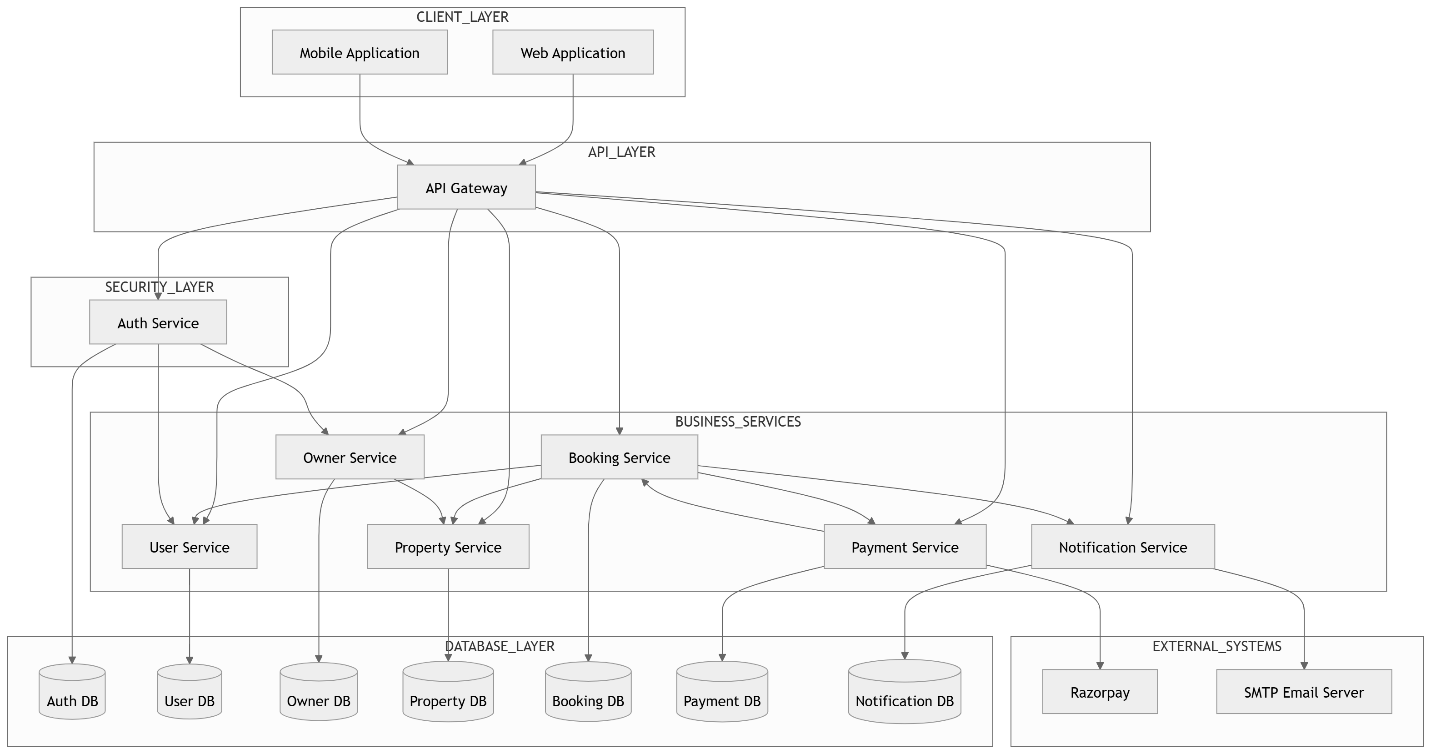 CLIENT_LAYER
Mobile Application
Web Application
API_LAYER
API Gateway
SECURITY_LAYER
Auth Service
BUSINESS_SERVICES
Owner Service
Booking Service
User Service
Property Service
Payment Service
Notification Service
DATABASE_LAYER
Auth DB
User DB
Owner DB
Property DB
Booking DB
Payment DB
Notification DB
EXTERNAL_SYSTEMS
Razorpay
SMTP Email Server